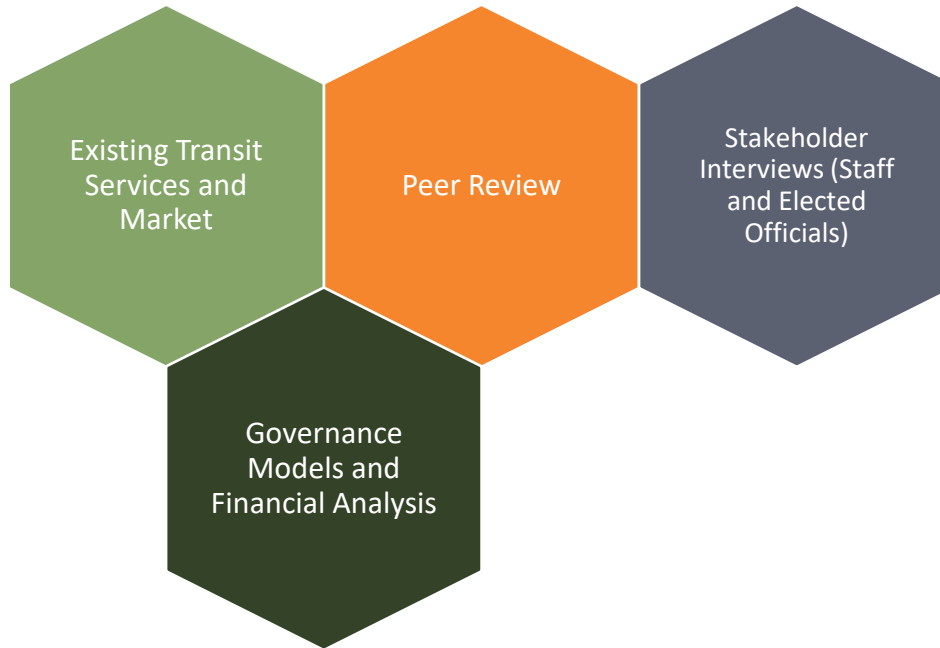 Existing Transit
Services and
Market
Peer Review
Stakeholder
Interviews (Staff
and Elected
Officials)
Governance
Models and
Financial Analysis